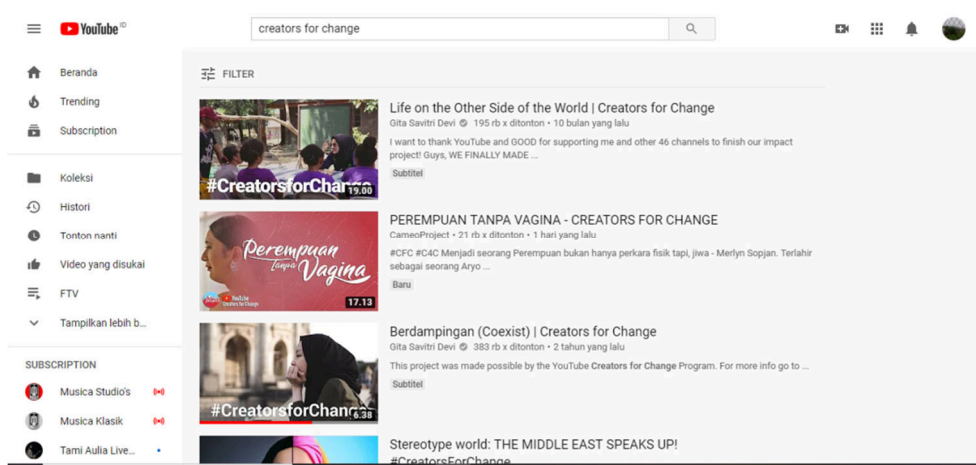 YouTube ID
creators for change
Beranda
Trending
Subscription
Koleksi
Histori
Tonton nanti
Video yang disukai
FTV
Tampilkan lebih b...
SUBSCRIPTION
Musica Studio's
Musica Klasik
Tami Aulia Live...
FILTER
#CreatorsforChange
19.00
Life on the Other Side of the World | Creators for Change
Gita Savitri Devi 195 rb x ditonton • 10 bulan yang lalu
I want to thank YouTube and GOOD for supporting me and other 46 channels to finish our impact
project! Guys, WE FINALLY MADE ...
Subtitel
Perempuan
Tanpa Vagina
YouTube
Creators for Change
17.13
PEREMPUAN TANPA VAGINA - CREATORS FOR CHANGE
CameoProject • 21 rb x ditonton • 1 hari yang lalu
#CFC #C4C Menjadi seorang Perempuan bukan hanya perkara fisik tapi, jiwa - Merlyn Sopjan. Terlahir
sebagai seorang Aryo ...
Baru
#CreatorsforChange
6.38
Berdampingan (Coexist) | Creators for Change
Gita Savitri Devi 383 rb x ditonton • 2 tahun yang lalu
This project was made possible by the YouTube Creators for Change Program. For more info go to ...
Subtitel
Stereotype world: THE MIDDLE EAST SPEAKS UP!
#CreatorsForChange